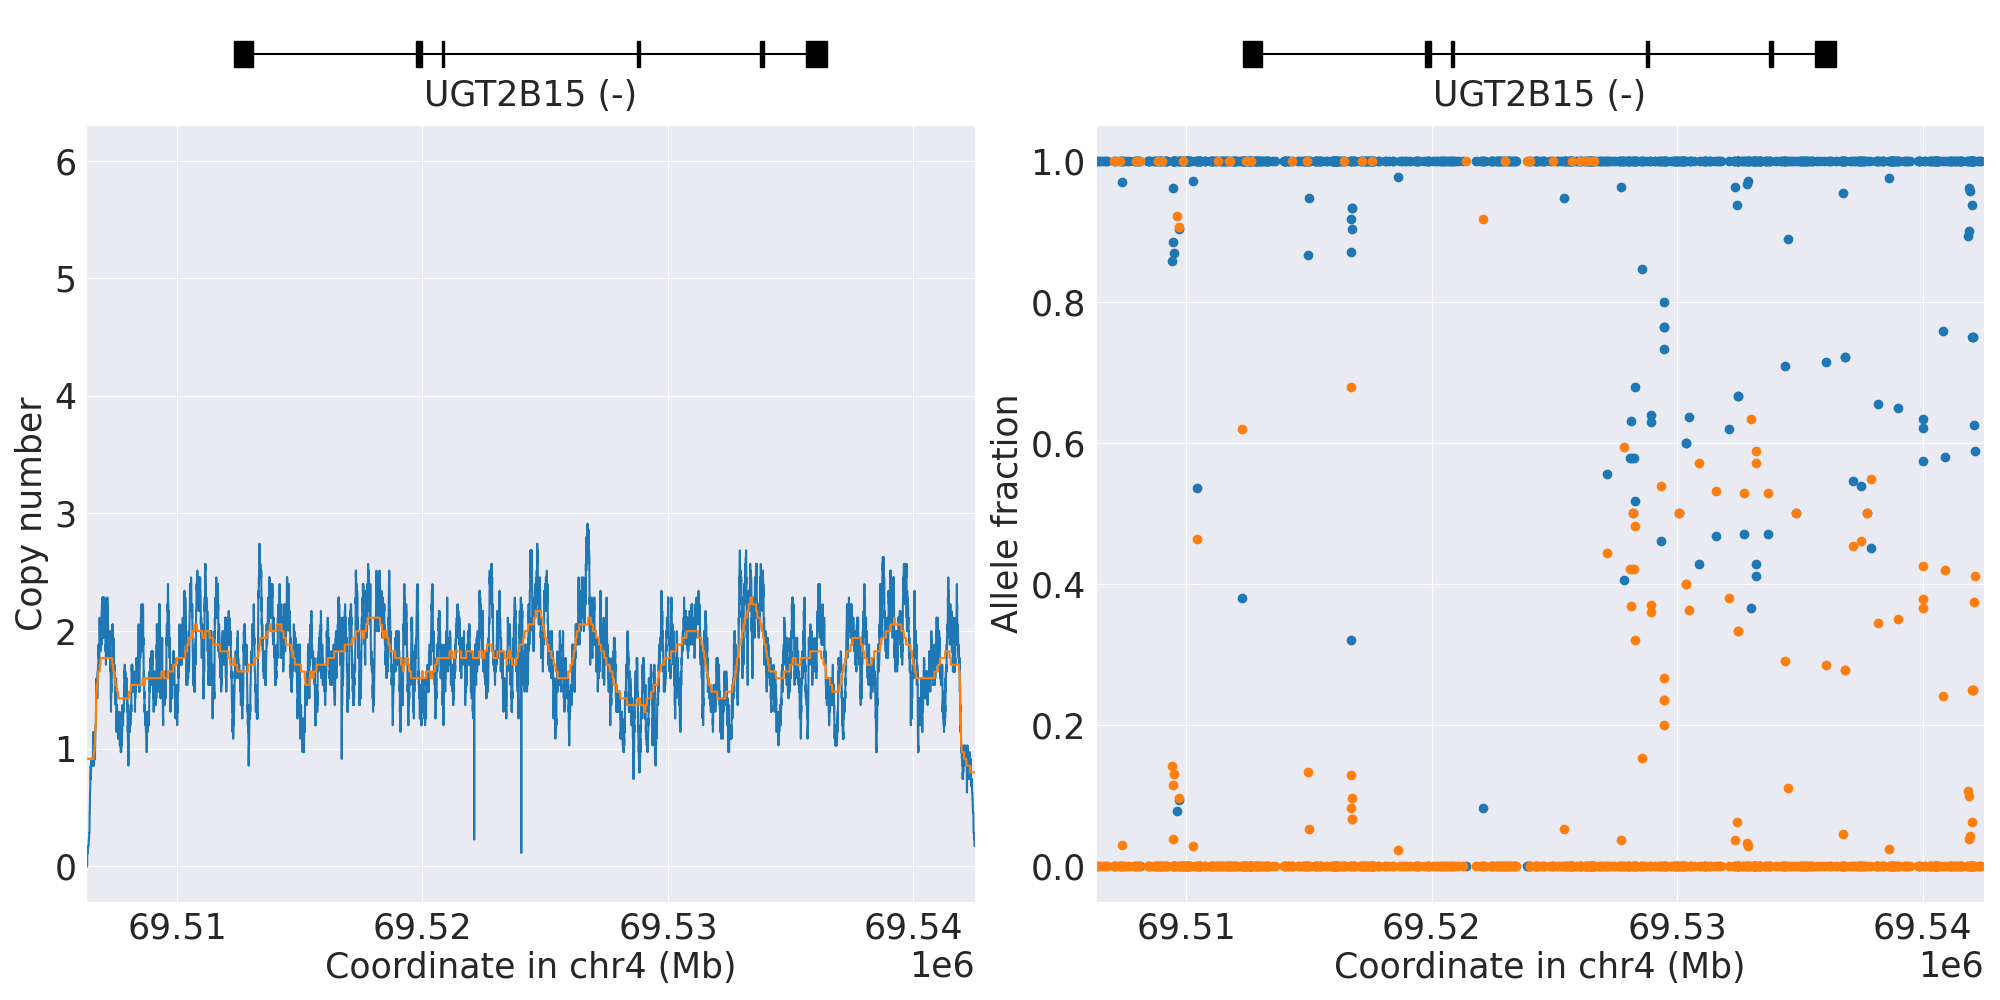 UGT2B15 (-)
Copy number
6
5
4
3
2
1
0
69.51 69.52 69.53 69.54
Coordinate in chr4 (Mb) 1e6
UGT2B15 (-)
Allele fraction
1.0
0.8
0.6
0.4
0.2
0.0
69.51 69.52 69.53 69.54
Coordinate in chr4 (Mb) 1e6